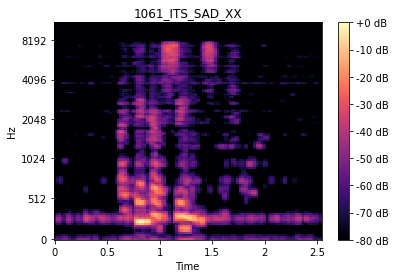 1061_ITS_SAD_XX
+0 dB
8192
-10 dB
4096
-20 dB
-30 dB
2048
Hz
-40 dB
1024
-50 dB
512
-60 dB
-70 dB
0
-80 dB
0 0.5 1 1.5 2 2.5
Time